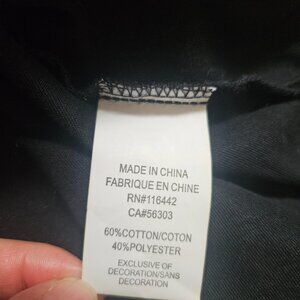 MADE IN CHINA
FABRIQUE EN CHINE
RN#116442
CA#56303
60%COTTON/COTON
40%POLYESTER
EXCLUSIVE OF
DECORATION/SANS
DECORATION